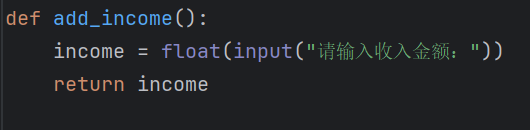 def add_income():
    income = float(input("请输入收入金额："))
    return income